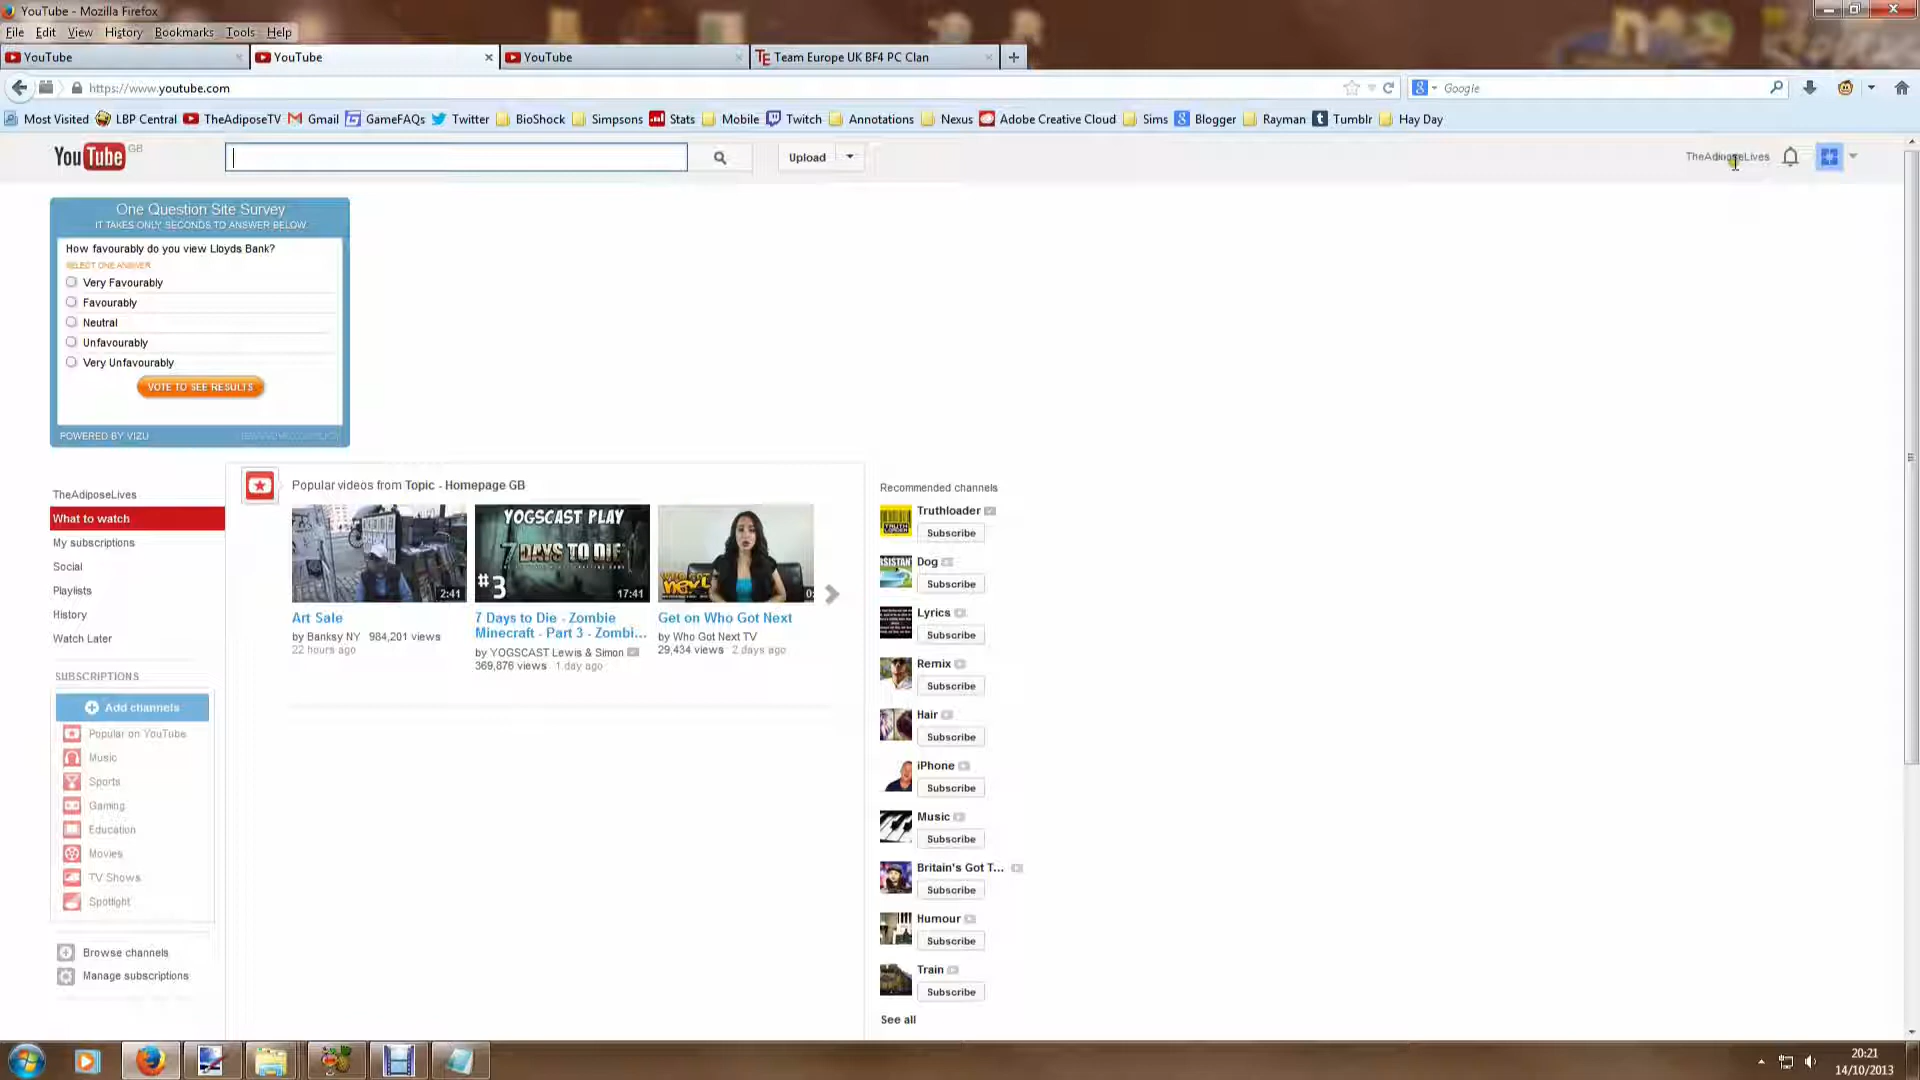 YouTube - Mozilla Firefox
File Edit View History Bookmarks Tools Help
YouTube
YouTube
YouTube
TE Team Europe UK BF4 PC Clan
https://www.youtube.com
Google
Most Visited LBP Central TheAdiposeTV Gmail GameFAQs Twitter BioShock Simpsons Stats Mobile Twitch Annotations Nexus Adobe Creative Cloud Sims Blogger Rayman Tumblr Hay Day
YouTube GB
Upload
TheAdiposeLives
One Question Site Survey
IT TAKES ONLY SECONDS TO ANSWER BELOW
How favourably do you view Lloyds Bank?
SELECT ONE ANSWER
Very Favourably
Favourably
Neutral
Unfavourably
Very Unfavourably
VOTE TO SEE RESULTS
POWERED BY VIZU
TheAdiposeLives
What to watch
My subscriptions
Social
Playlists
History
Watch Later
SUBSCRIPTIONS
Add channels
Popular on YouTube
Music
Sports
Gaming
Education
Movies
TV Shows
Spotlight
Browse channels
Manage subscriptions
Popular videos from Topic - Homepage GB
2:41
Art Sale
by Banksy NY 984,201 views
22 hours ago
YOGSCAST PLAY
7 DAYS TO DIE
#3
17:41
7 Days to Die - Zombie
Minecraft - Part 3 - Zombi...
by YOGSCAST Lewis & Simon
369,876 views 1 day ago
0:
Get on Who Got Next
by Who Got Next TV
29,434 views 2 days ago
Recommended channels
Truthloader
Subscribe
Dog
Subscribe
Lyrics
Subscribe
Remix
Subscribe
Hair
Subscribe
iPhone
Subscribe
Music
Subscribe
Britain's Got T...
Subscribe
Humour
Subscribe
Train
Subscribe
See all
20:21
14/10/2013